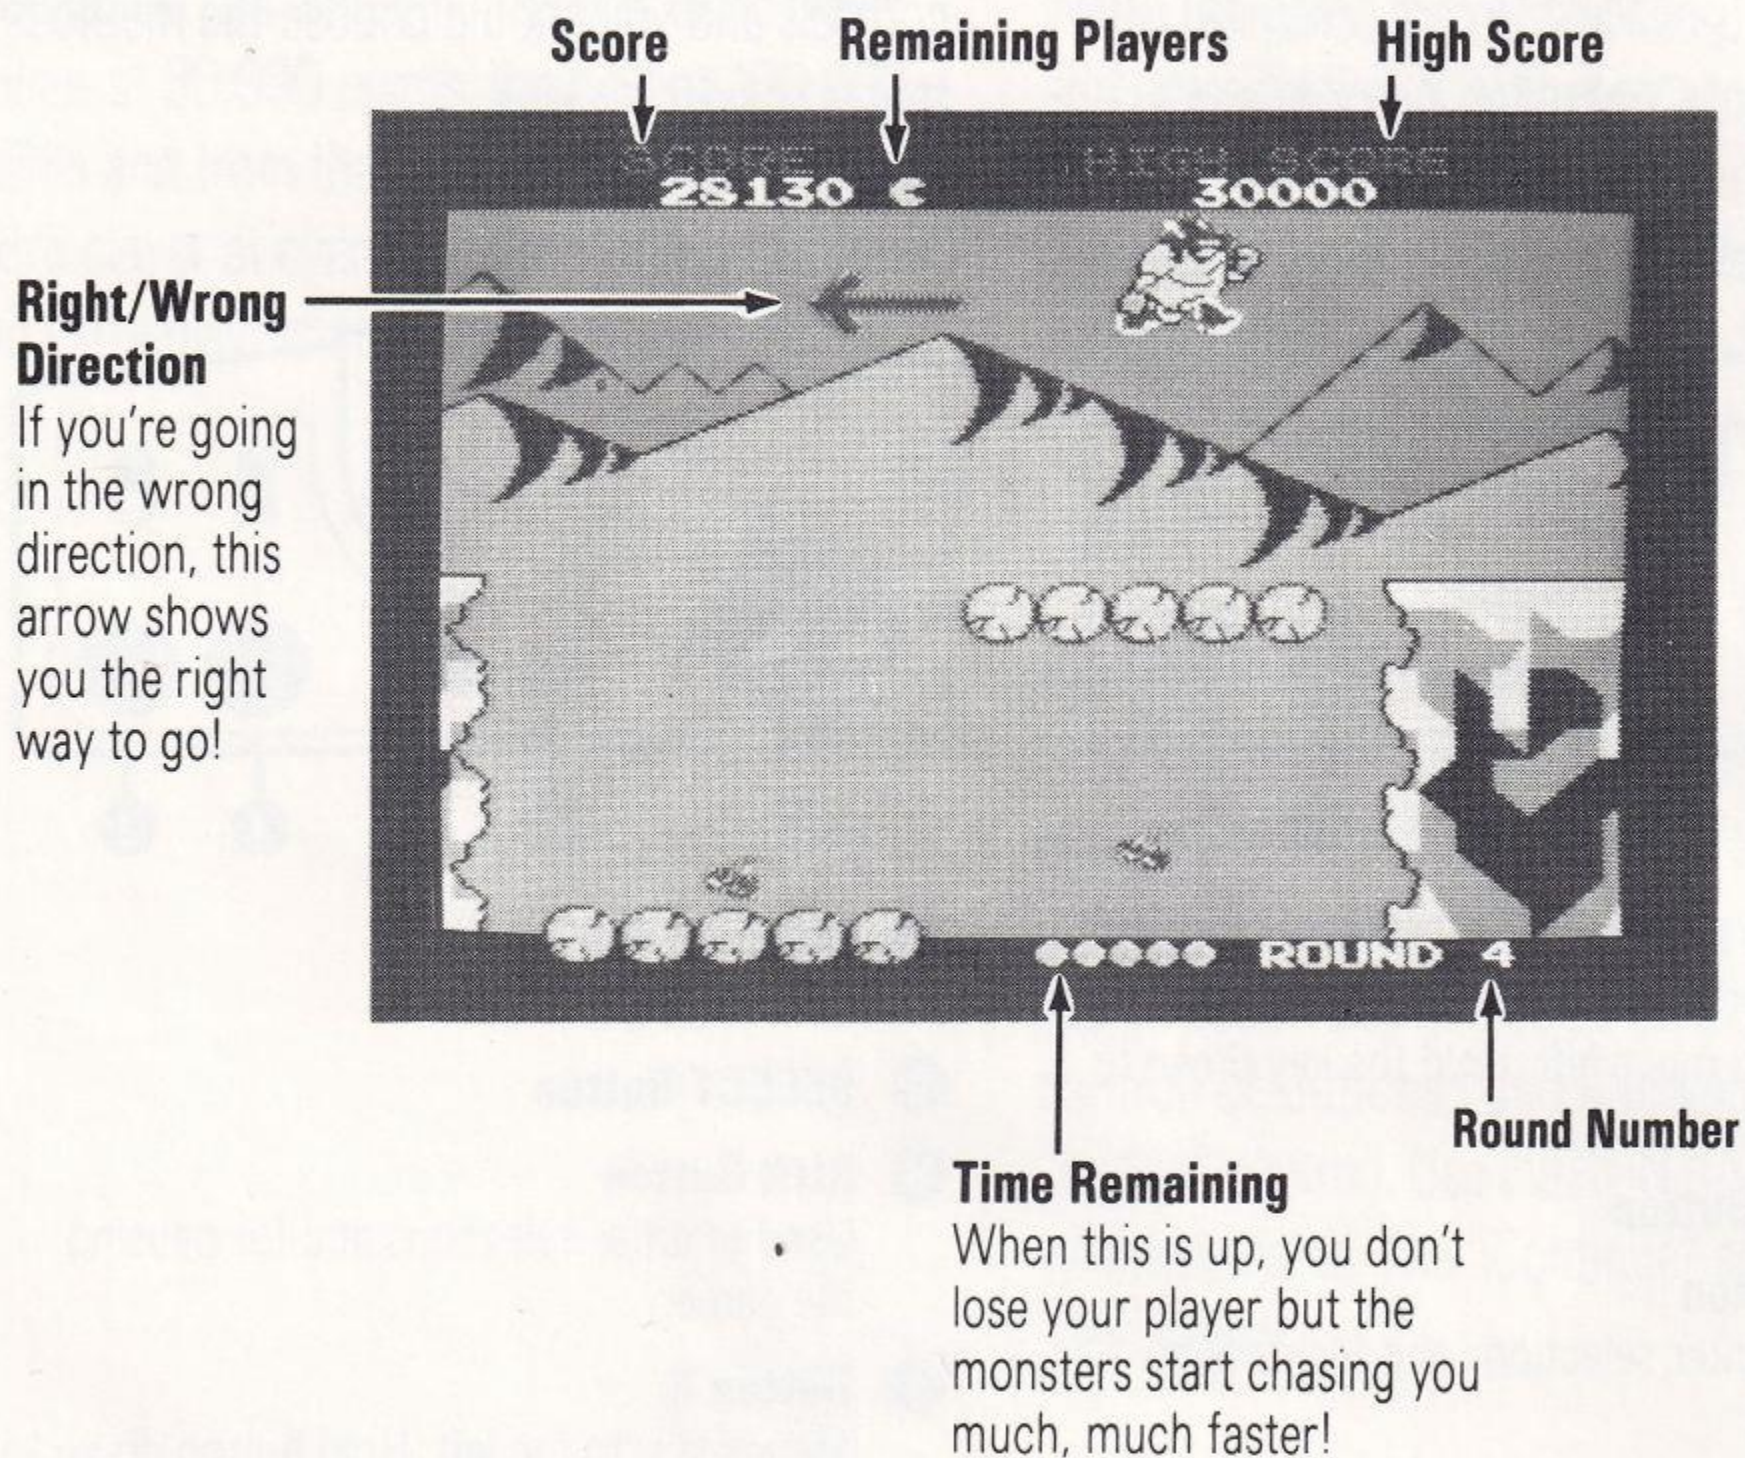 Score
Remaining Players
High Score
SCORE
HIGH SCORE
28130
30000
Right/Wrong
Direction
If you're going
in the wrong
direction, this
arrow shows
you the right
way to go!
ROUND 4
Round Number
Time Remaining
When this is up, you don't
lose your player but the
monsters start chasing you
much, much faster!